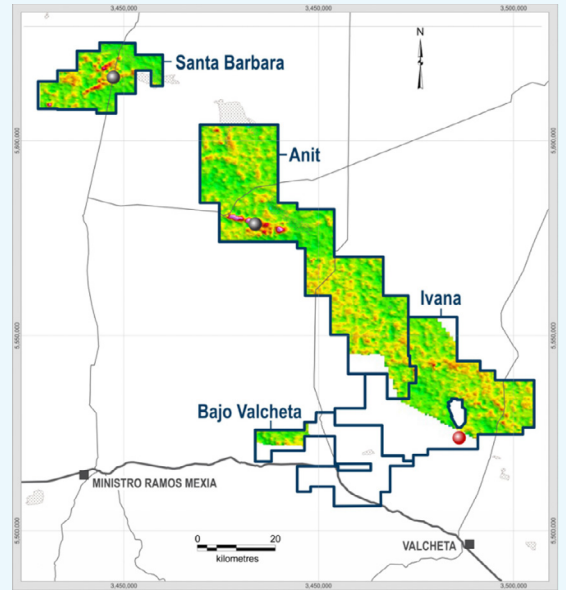 3,450,000
3,450,000
3,500,000
N
Santa Barbara
5,600,000
5,600,000
Anit
Ivana
5,550,000
5,550,000
Bajo Valcheta
MINISTRO RAMOS MEXIA
0 20
kilometres
VALCHETA
5,500,000
5,500,000
3,450,000
3,450,000
3,500,000